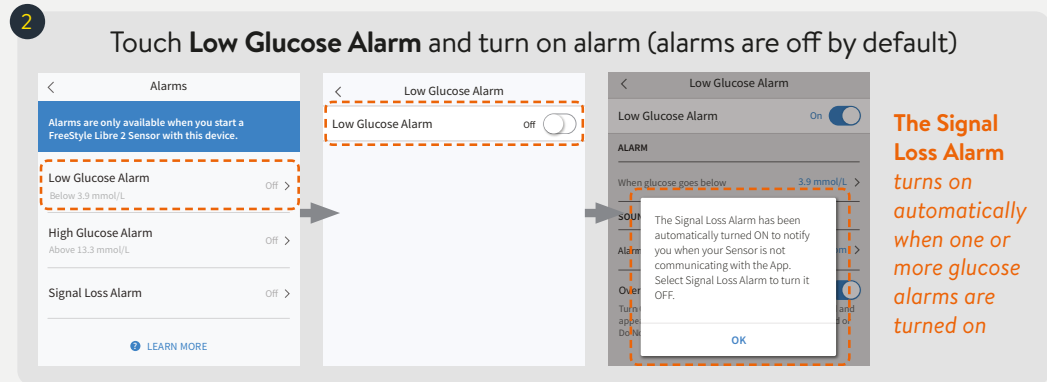 2
Touch Low Glucose Alarm and turn on alarm (alarms are off by default)
Alarms
Alarms are only available when you start a
FreeStyle Libre 2 Sensor with this device.
Low Glucose Alarm
Off
Below 3.9 mmol/L
High Glucose Alarm
Off
Above 13.3 mmol/L
Signal Loss Alarm
Off
? LEARN MORE
Low Glucose Alarm
Low Glucose Alarm
Off
Low Glucose Alarm
Low Glucose Alarm
On
ALARM
When glucose goes below
3.9 mmol/L
The Signal Loss Alarm has been
automatically turned ON to notify
you when your Sensor is not
communicating with the App.
Select Signal Loss Alarm to turn it
OFF.
OK
The Signal
Loss Alarm
turns on
automatically
when one or
more glucose
alarms are
turned on